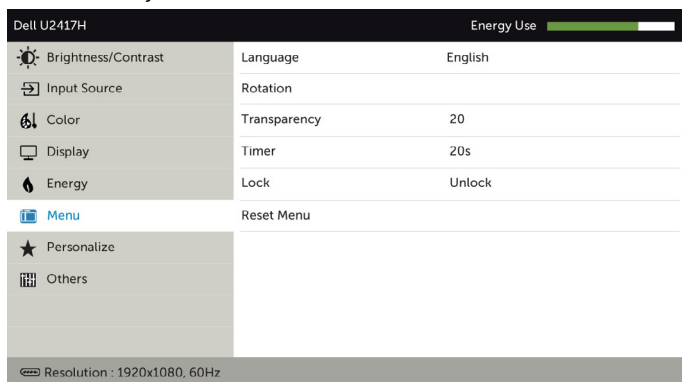 Dell U2417H Energy Use
Brightness/Contrast Language English
Input Source Rotation
Color Transparency 20
Display Timer 20s
Energy Lock Unlock
Menu Reset Menu
Personalize
Others
Resolution : 1920x1080, 60Hz